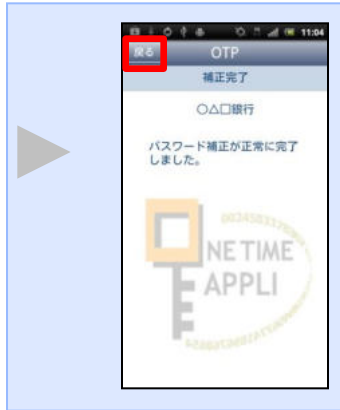 11:04
戻る
OTP
補正完了
○△□銀行
パスワード補正が正常に完了
しました。
NE TIME
APPLI